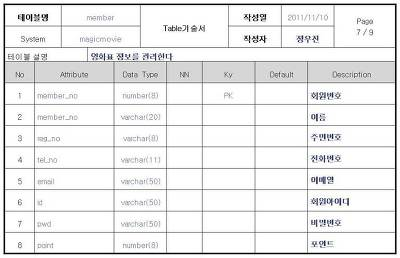 테이블명 member Table기술서 작성일 2011/11/10 Page 7 / 9
System magicmovie 작성자 정우진
테이블 설명 영화표 정보를 관리한다
No Attribute Data Type NN Ky Default Description
1 member_no number(8) PK 회원번호
2 member_no varchar(20) 이름
3 reg_no varchar(8) 주민번호
4 tel_no varchar(11) 전화번호
5 email varchar(50) 이메일
6 id varchar(50) 회원아이디
7 pwd varchar(50) 비밀번호
8 point number(8) 포인트